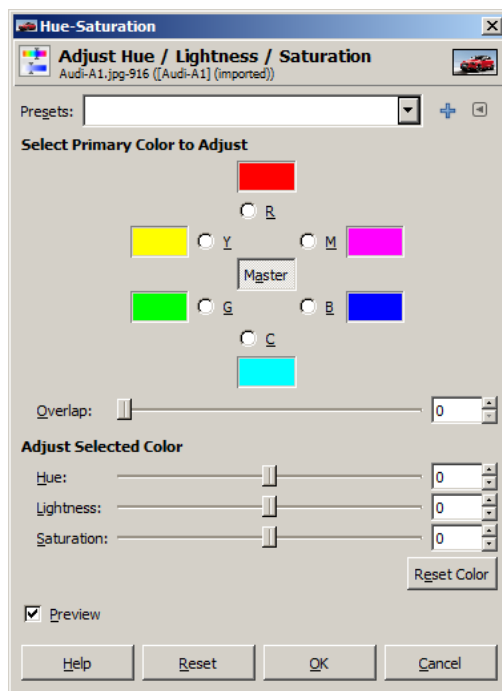 Hue-Saturation
Adjust Hue / Lightness / Saturation
Audi-A1.jpg-916 ([Audi-A1] (imported))
Presets:
Select Primary Color to Adjust
R
Y M
Master
G B
C
Overlap: 0
Adjust Selected Color
Hue: 0
Lightness: 0
Saturation: 0
Reset Color
Preview
Help Reset OK Cancel